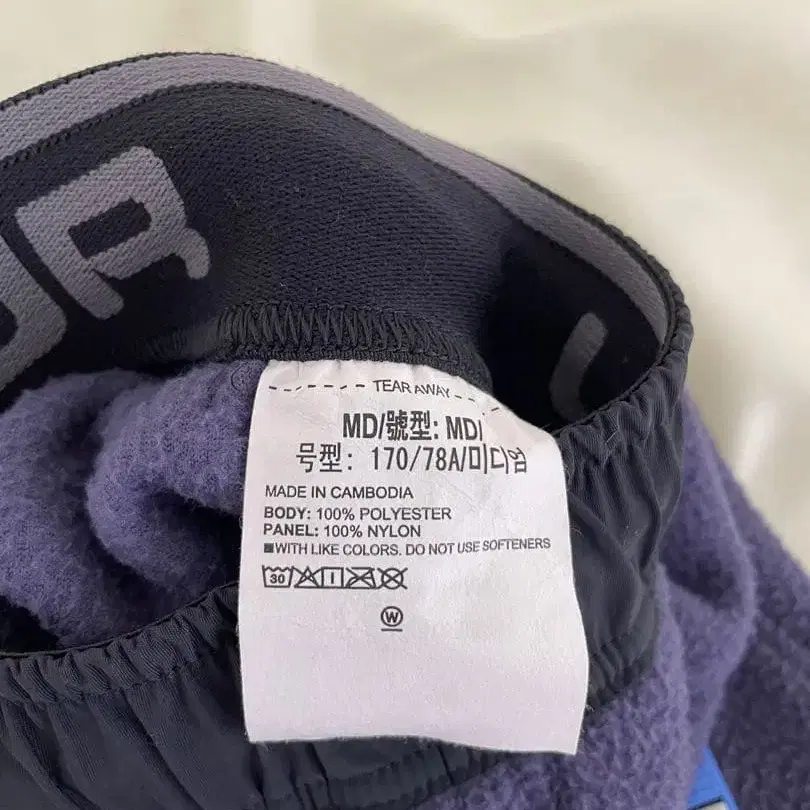 TEAR AWAY
MD/號型: MD/
号型: 170/78A/미디엄
MADE IN CAMBODIA
BODY: 100% POLYESTER
PANEL: 100% NYLON
■WITH LIKE COLORS. DO NOT USE SOFTENERS
30
W